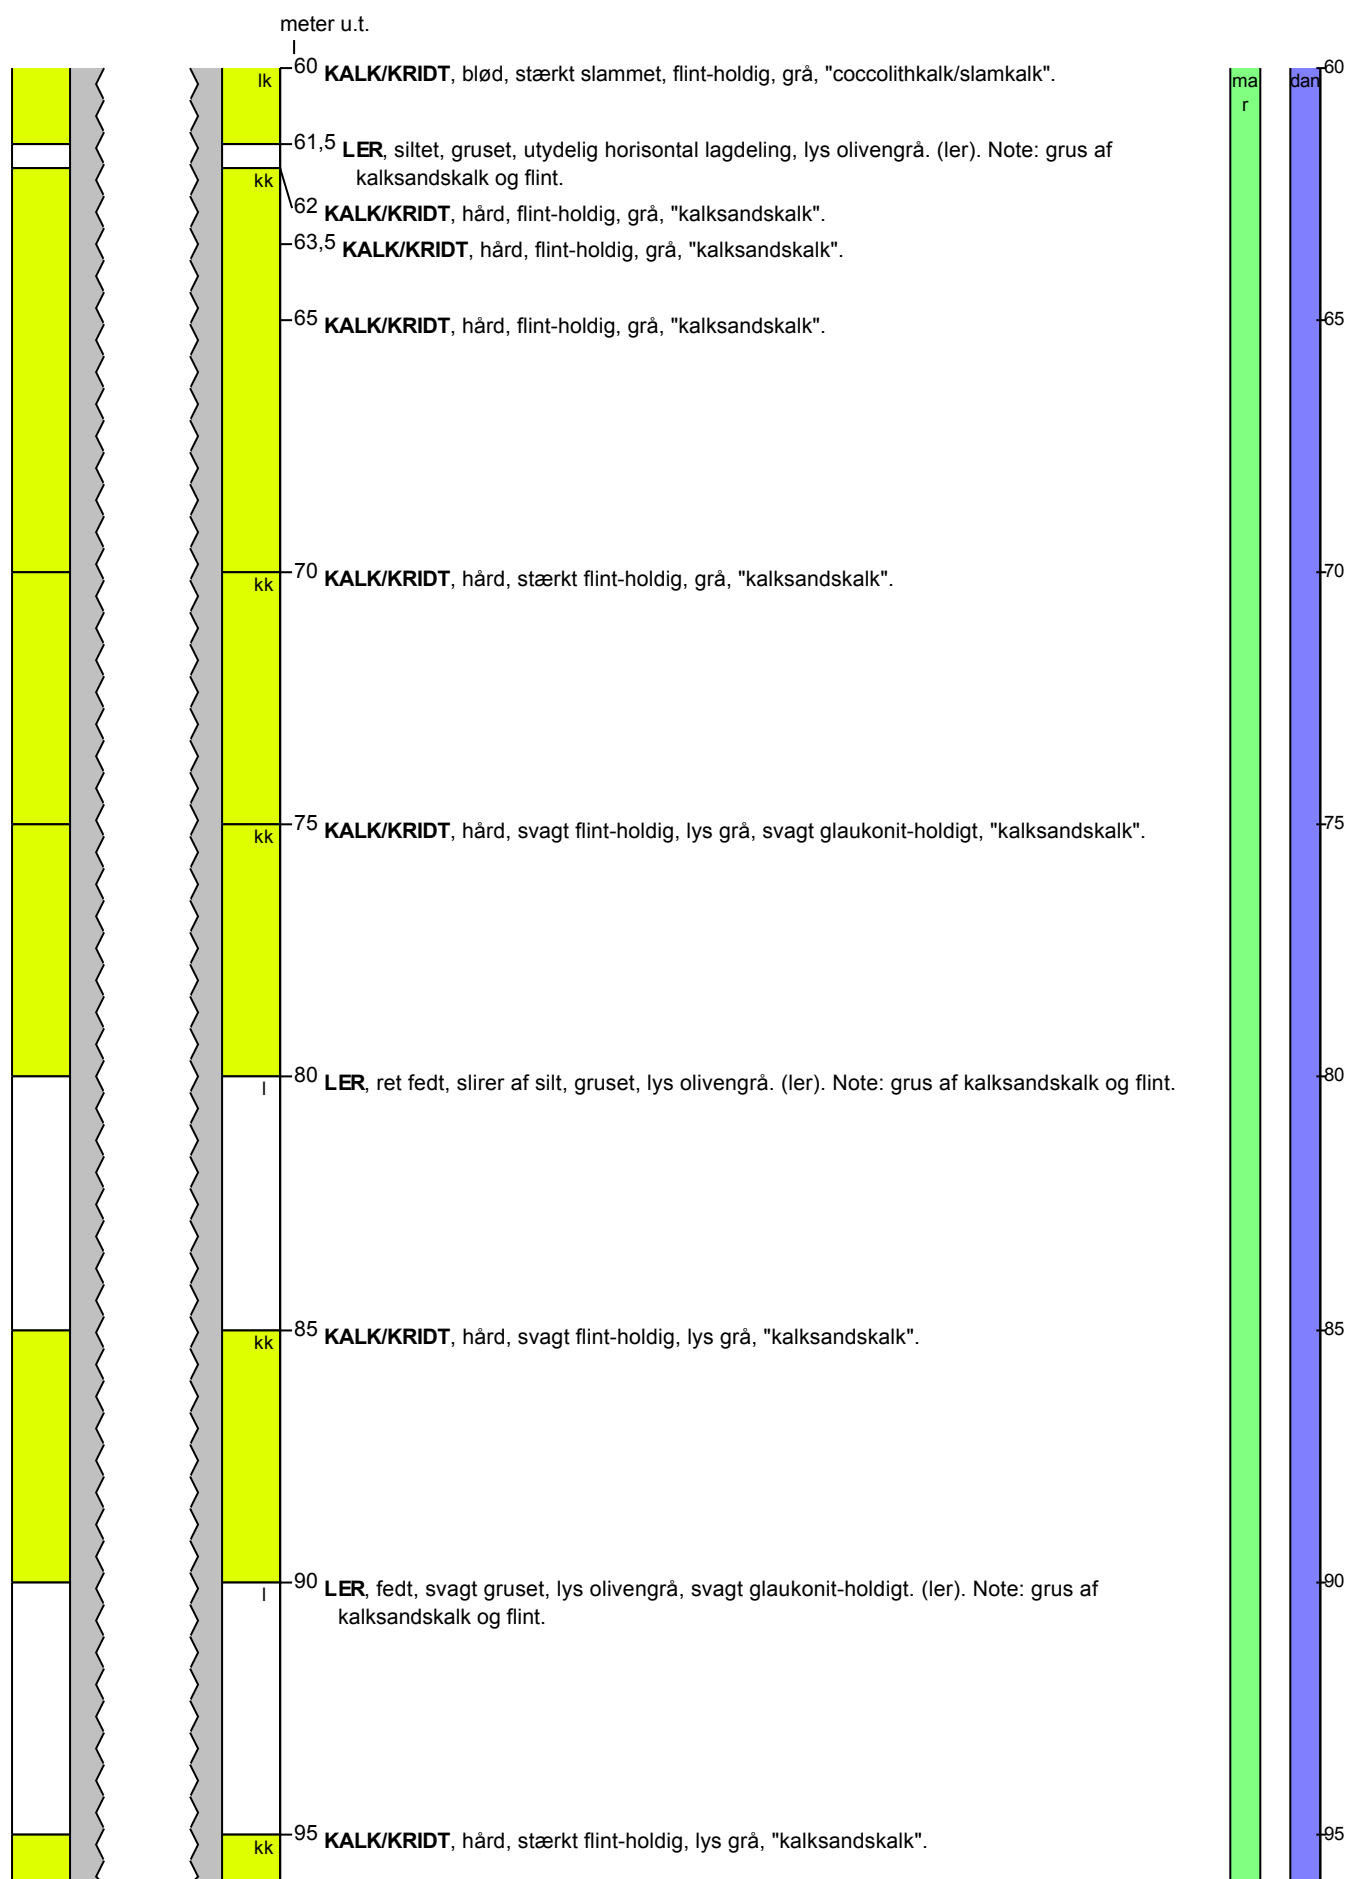 meter u.t.
60 KALK/KRIDT, blød, stærkt slammet, flint-holdig, grå, "coccolithkalk/slamkalk". 60
lk
ma
r
dan
61,5 LER, siltet, gruset, utydelig horisontal lagdeling, lys olivengrå. (ler). Note: grus af
kalksandskalk og flint.
kk
62 KALK/KRIDT, hård, flint-holdig, grå, "kalksandskalk".
63,5 KALK/KRIDT, hård, flint-holdig, grå, "kalksandskalk".
65 KALK/KRIDT, hård, flint-holdig, grå, "kalksandskalk". 65
70 KALK/KRIDT, hård, stærkt flint-holdig, grå, "kalksandskalk". 70
kk
75 KALK/KRIDT, hård, svagt flint-holdig, lys grå, svagt glaukonit-holdigt, "kalksandskalk". 75
kk
80 LER, ret fedt, slirer af silt, gruset, lys olivengrå. (ler). Note: grus af kalksandskalk og flint. 80
l
85 KALK/KRIDT, hård, svagt flint-holdig, lys grå, "kalksandskalk". 85
kk
90 LER, fedt, svagt gruset, lys olivengrå, svagt glaukonit-holdigt. (ler). Note: grus af 90
l
kalksandskalk og flint.
95 KALK/KRIDT, hård, stærkt flint-holdig, lys grå, "kalksandskalk". 95
kk